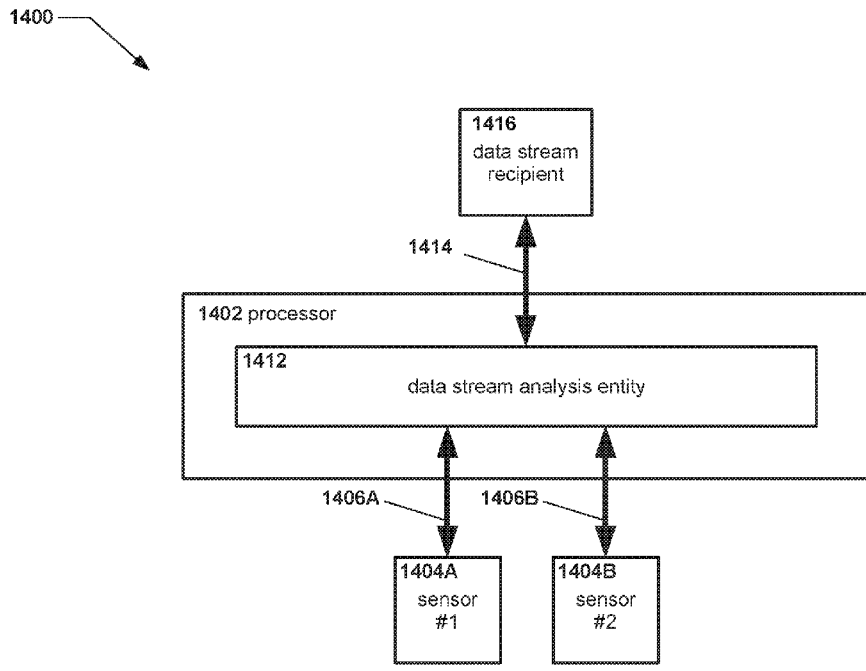 1400
1416
data stream
recipient
1414
1402 processor
1412
data stream analysis entity
1406A
1406B
1404A
sensor
#1
1404B
sensor
#2